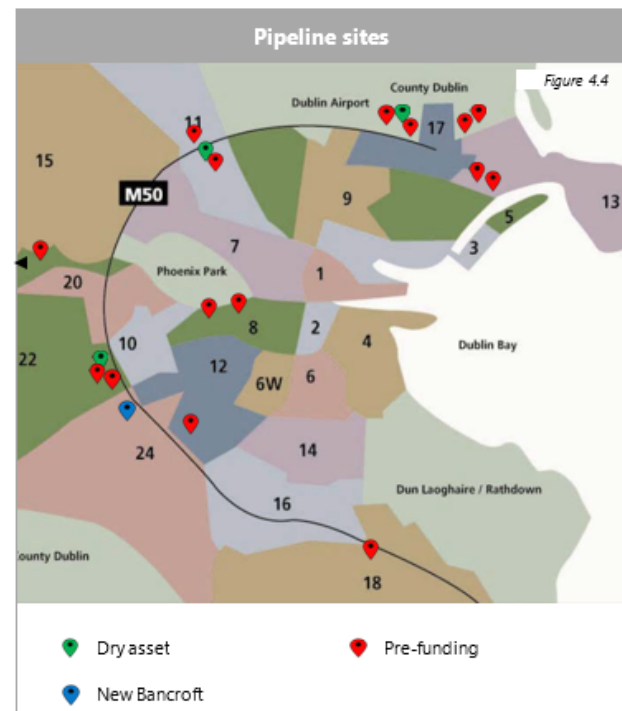 Pipeline sites
Figure 4.4
County Dublin
Dublin Airport
11
17
15
M50
9
13
5
7
3
Phoenix Park
1
20
8
2
4
10
Dublin Bay
22
12
6W
6
24
14
Dun Laoghaire / Rathdown
16
ounty Dublin
18
Dry asset
Pre-funding
New Bancroft